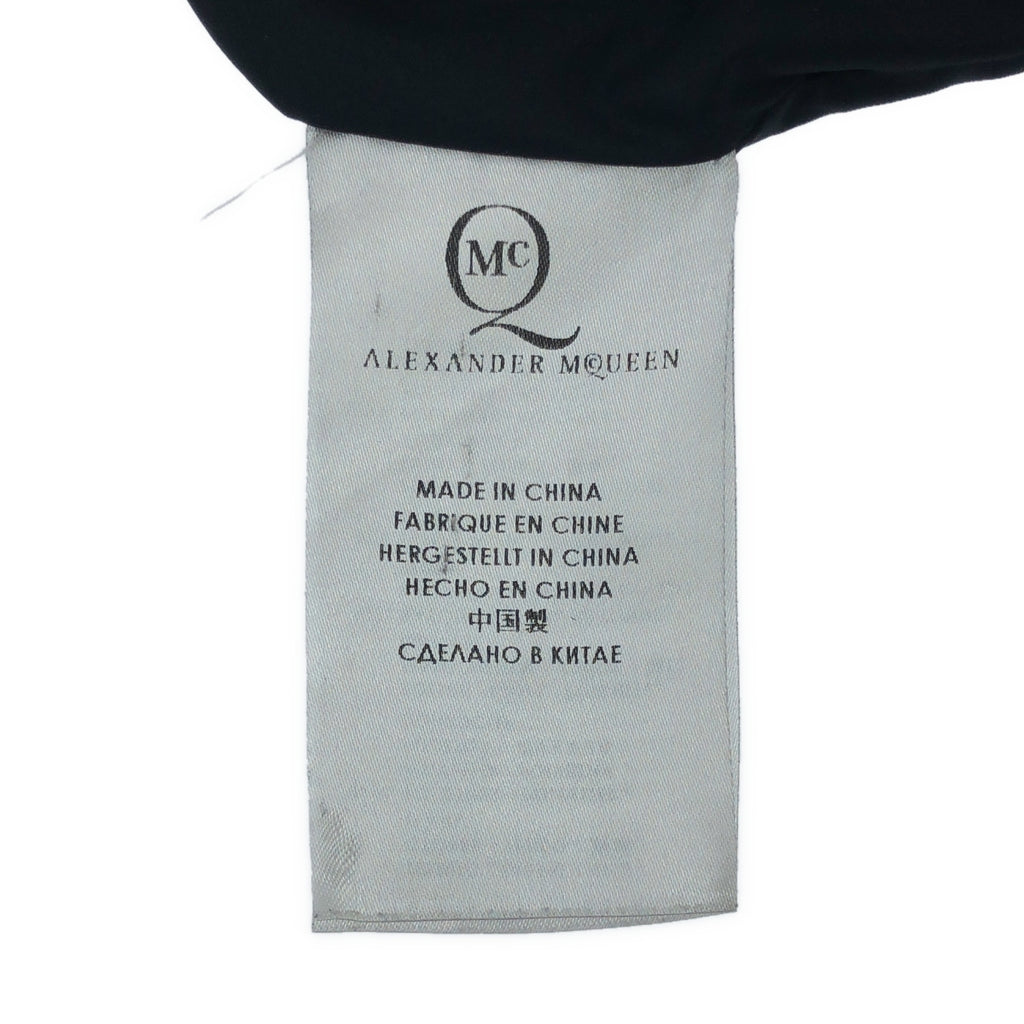 McQ
ALEXANDER MCQUEEN
MADE IN CHINA
FABRIQUE EN CHINE
HERGESTELLT IN CHINA
HECHO EN CHINA
中国製
СДЕЛАНО В КИТАЕ